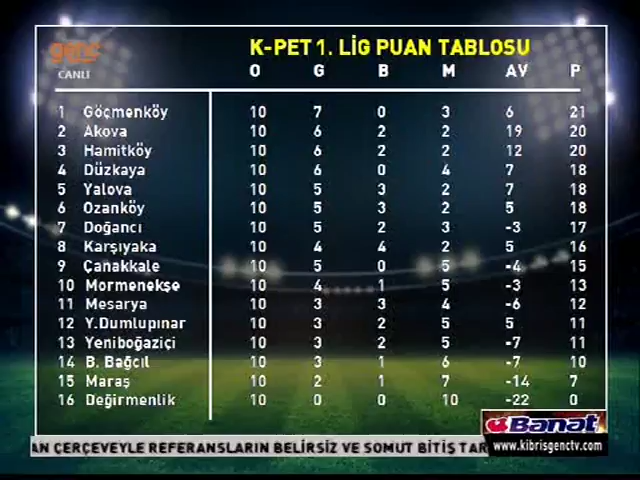 genç
CANLI
K-PET 1. LİG PUAN TABLOSU
O G B M AV P
1 Göçmenköy 10 7 0 3 6 21
2 Akova 10 6 2 2 19 20
3 Hamitköy 10 6 2 2 12 20
4 Düzkaya 10 6 0 4 7 18
5 Yalova 10 5 3 2 7 18
6 Ozanköy 10 5 3 2 5 18
7 Doğancı 10 5 2 3 -3 17
8 Karşıyaka 10 4 4 2 5 16
9 Çanakkale 10 5 0 5 -4 15
10 Mormenekşe 10 4 1 5 -3 13
11 Mesarya 10 3 3 4 -6 12
12 Y.Dumlupınar 10 3 2 5 5 11
13 Yeniboğaziçi 10 3 2 5 -7 11
14 B. Bağcıl 10 3 1 6 -7 10
15 Maraş 10 2 1 7 -14 7
16 Değirmenlik 10 0 0 10 -22 0
Banat
www.kibrisgenctv.com
AN ÇERÇEVEYLE REFERANSLARIN BELİRSİZ VE SOMUT BİTİŞ TAR